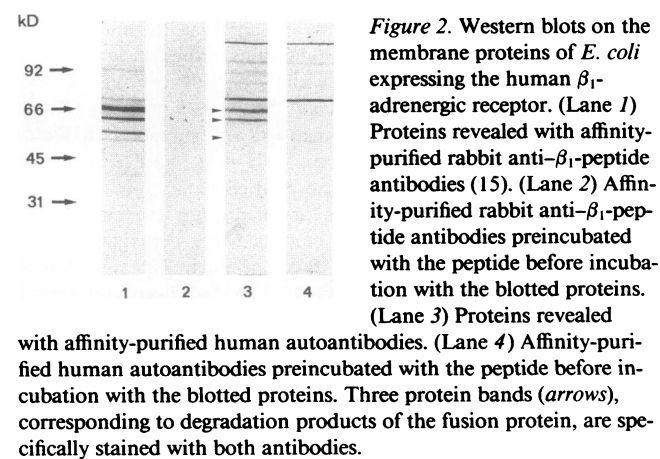 kD
92
66
45
31
1 2 3 4
Figure 2. Western blots on the
membrane proteins of E. coli
expressing the human β₁-
adrenergic receptor. (Lane 1)
Proteins revealed with affinity-
purified rabbit anti–β₁-peptide
antibodies (15). (Lane 2) Affin-
ity-purified rabbit anti–β₁-pep-
tide antibodies preincubated
with the peptide before incuba-
tion with the blotted proteins.
(Lane 3) Proteins revealed
with affinity-purified human autoantibodies. (Lane 4) Affinity-puri-
fied human autoantibodies preincubated with the peptide before in-
cubation with the blotted proteins. Three protein bands (arrows),
corresponding to degradation products of the fusion protein, are spe-
cifically stained with both antibodies.